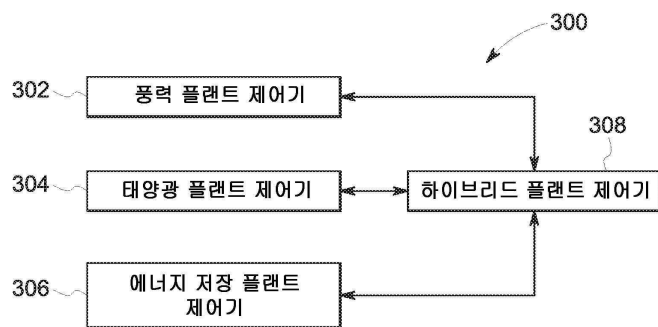 300
302
풍력 플랜트 제어기
308
304
태양광 플랜트 제어기
하이브리드 플랜트 제어기
306
에너지 저장 플랜트
제어기